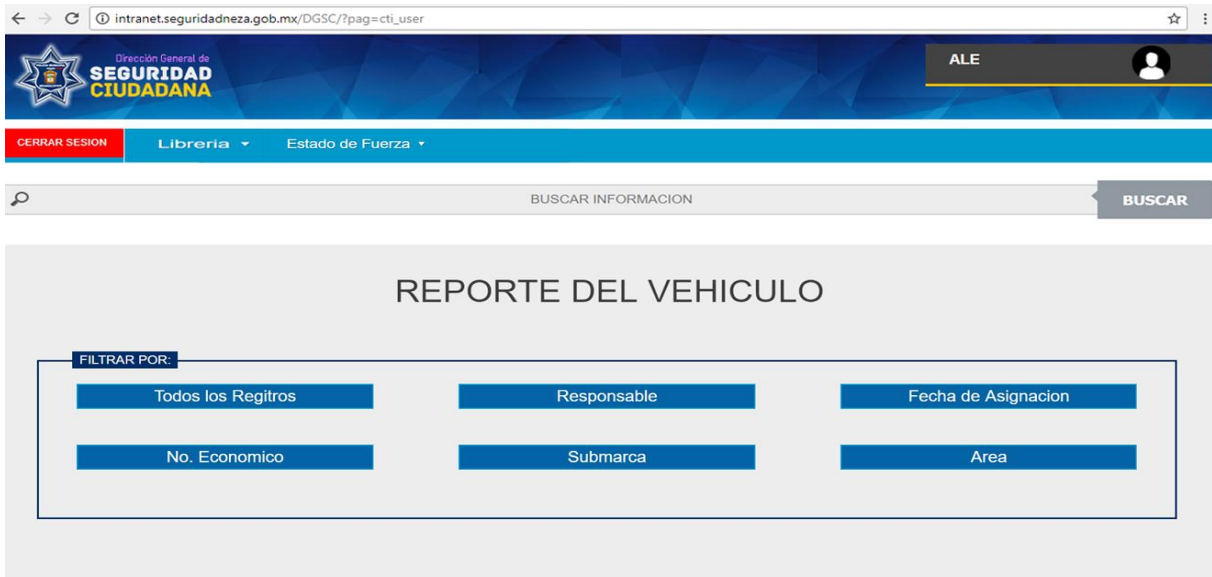 intranet.seguridadneza.gob.mx/DGSC/?pag=cti_user
Dirección General de
SEGURIDAD
CIUDADANA
ALE
CERRAR SESION Libreria Estado de Fuerza
BUSCAR INFORMACION BUSCAR
REPORTE DEL VEHICULO
FILTRAR POR:
Todos los Regitros Responsable Fecha de Asignacion
No. Economico Submarca Area